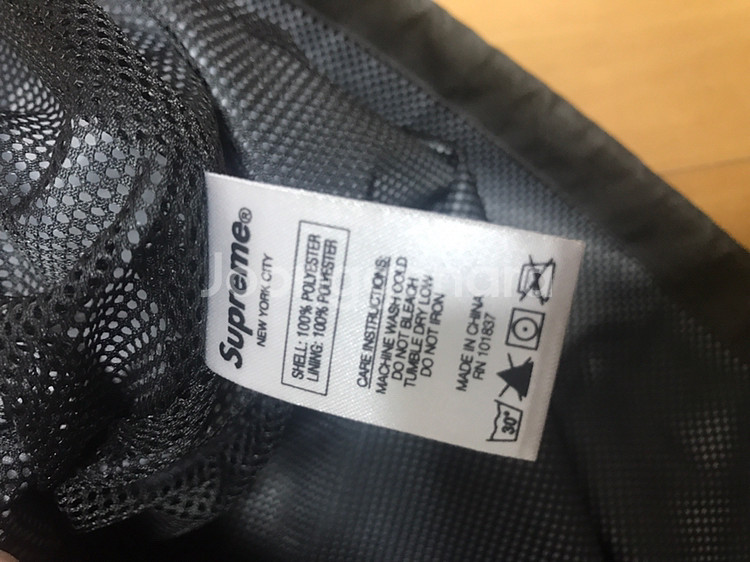 Supreme®
NEW YORK CITY
SHELL: 100% POLYESTER
LINING: 100% POLYESTER
CARE INSTRUCTIONS:
MACHINE WASH COLD
DO NOT BLEACH
TUMBLE DRY LOW
DO NOT IRON.
MADE IN CHINA
RN 101837
30°